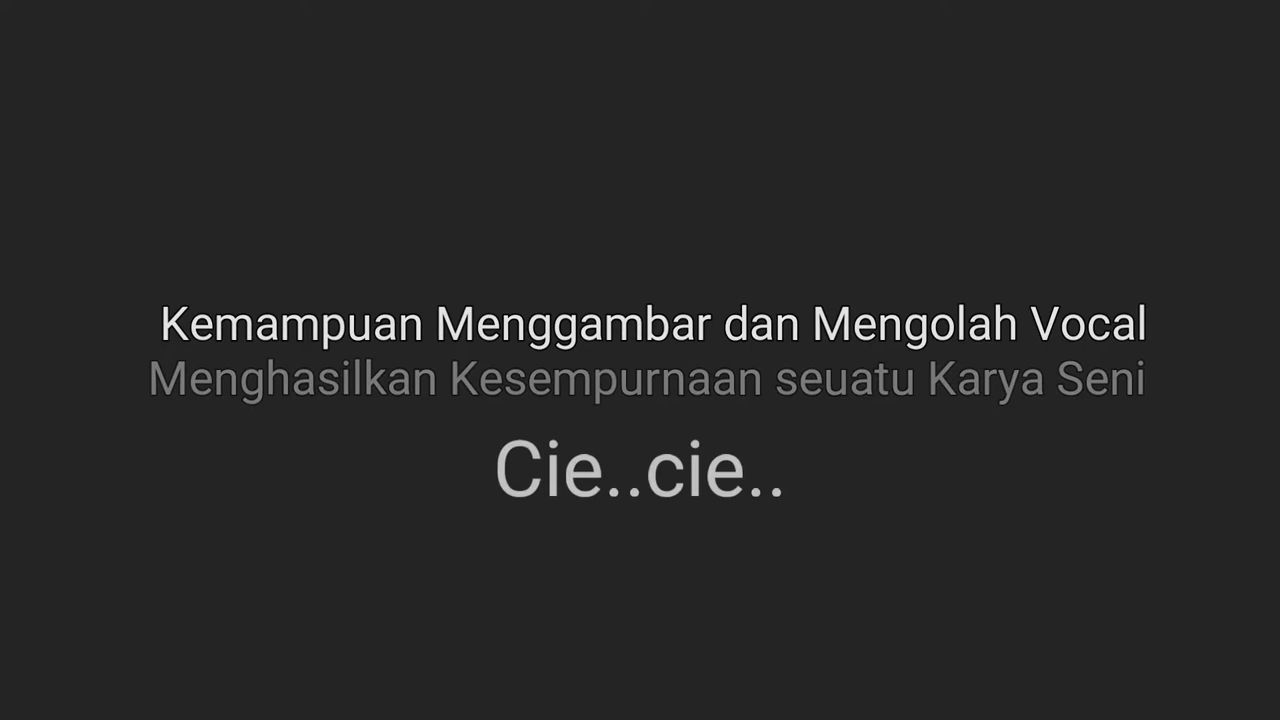 Kemampuan Menggambar dan Mengolah Vocal
Menghasilkan Kesempurnaan seuatu Karya Seni
Cie..cie..